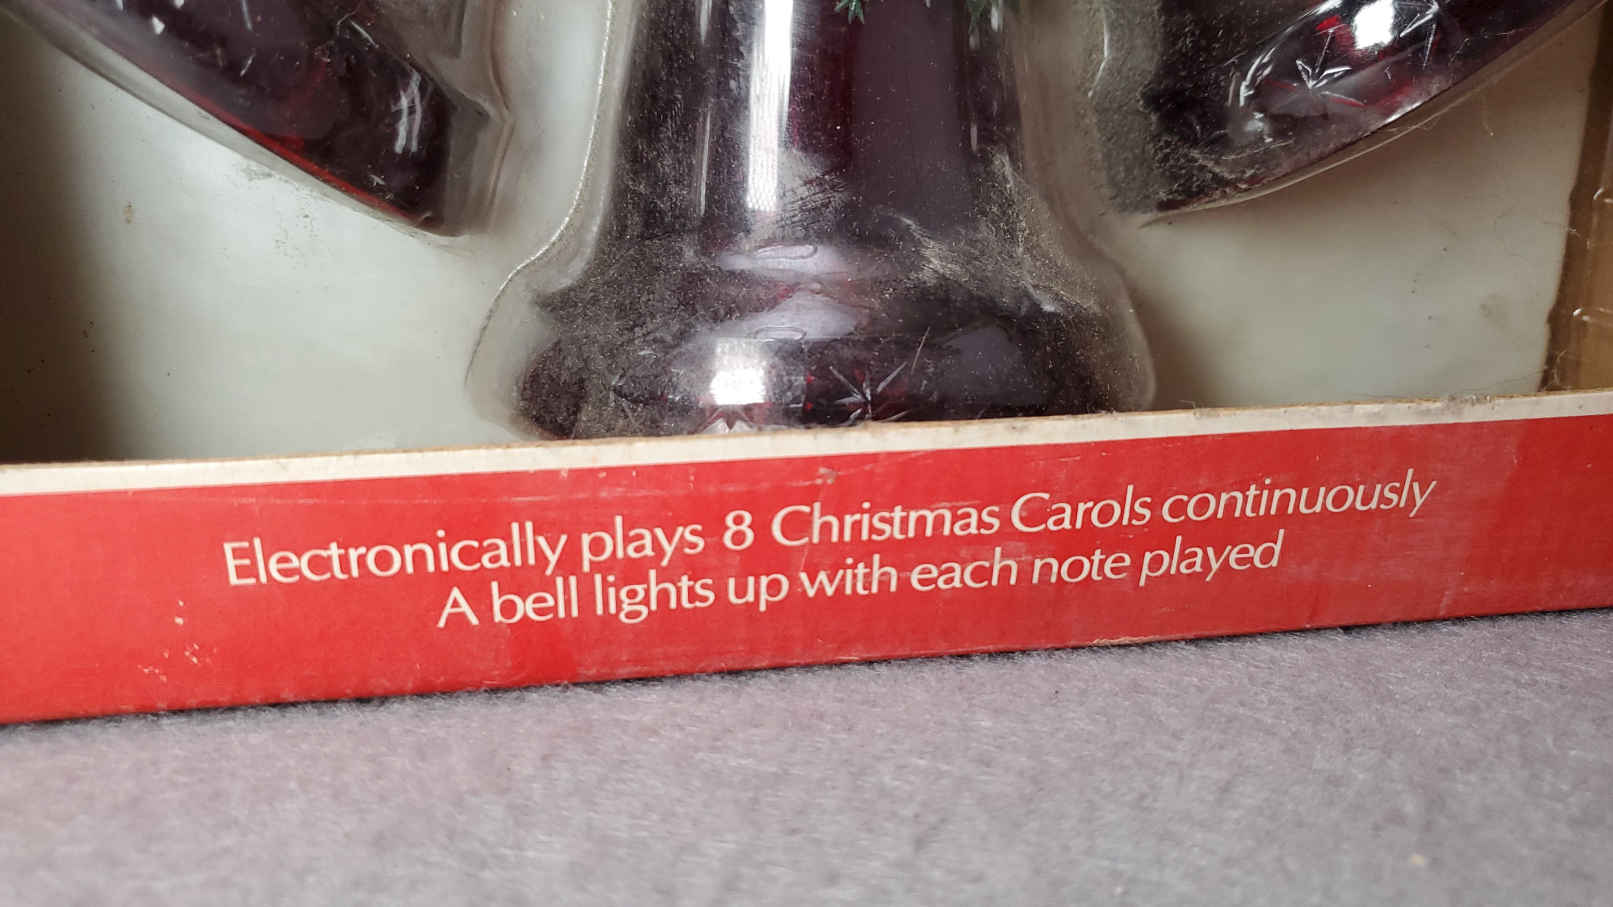 Electronically plays 8 Christmas Carols continuously
A bell lights up with each note played